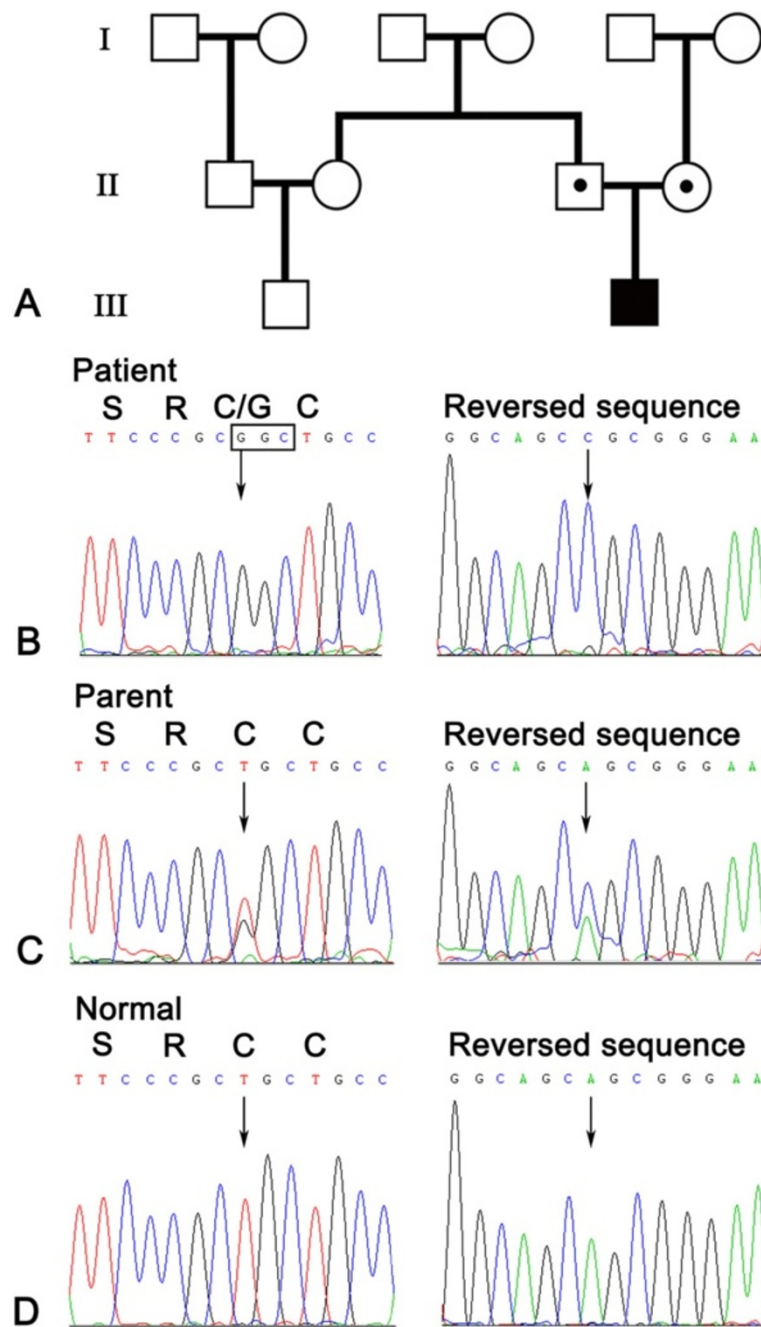 I
II
A III
Patient
S R C/G C
T T C C C G C G G C T G C C
Reversed sequence
G G C A G C C G C G G G A A
B
Parent
S R C C
T T C C C G C T G C T G C C
Reversed sequence
G G C A G C A G C G G G A A
C
Normal
S R C C
T T C C C G C T G C T G C C
Reversed sequence
G G C A G C A G C G G G A A
D